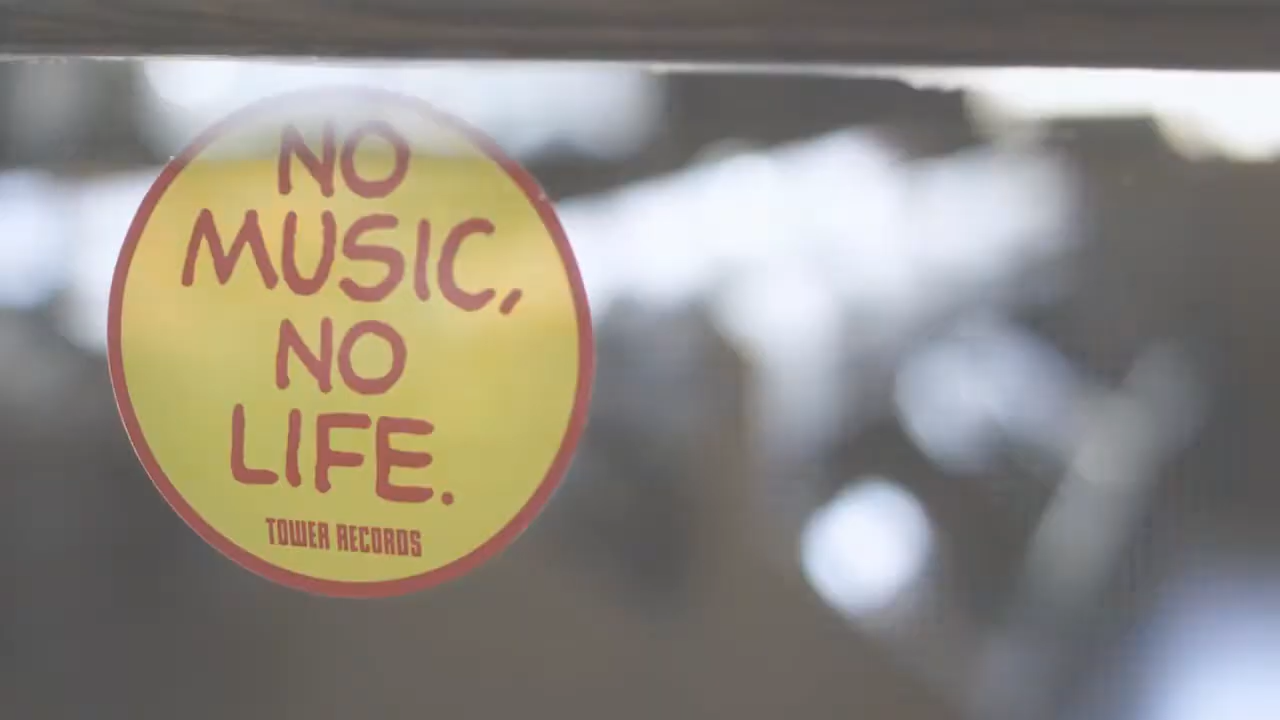 NO
MUSIC,
NO
LIFE.
TOWER RECORDS